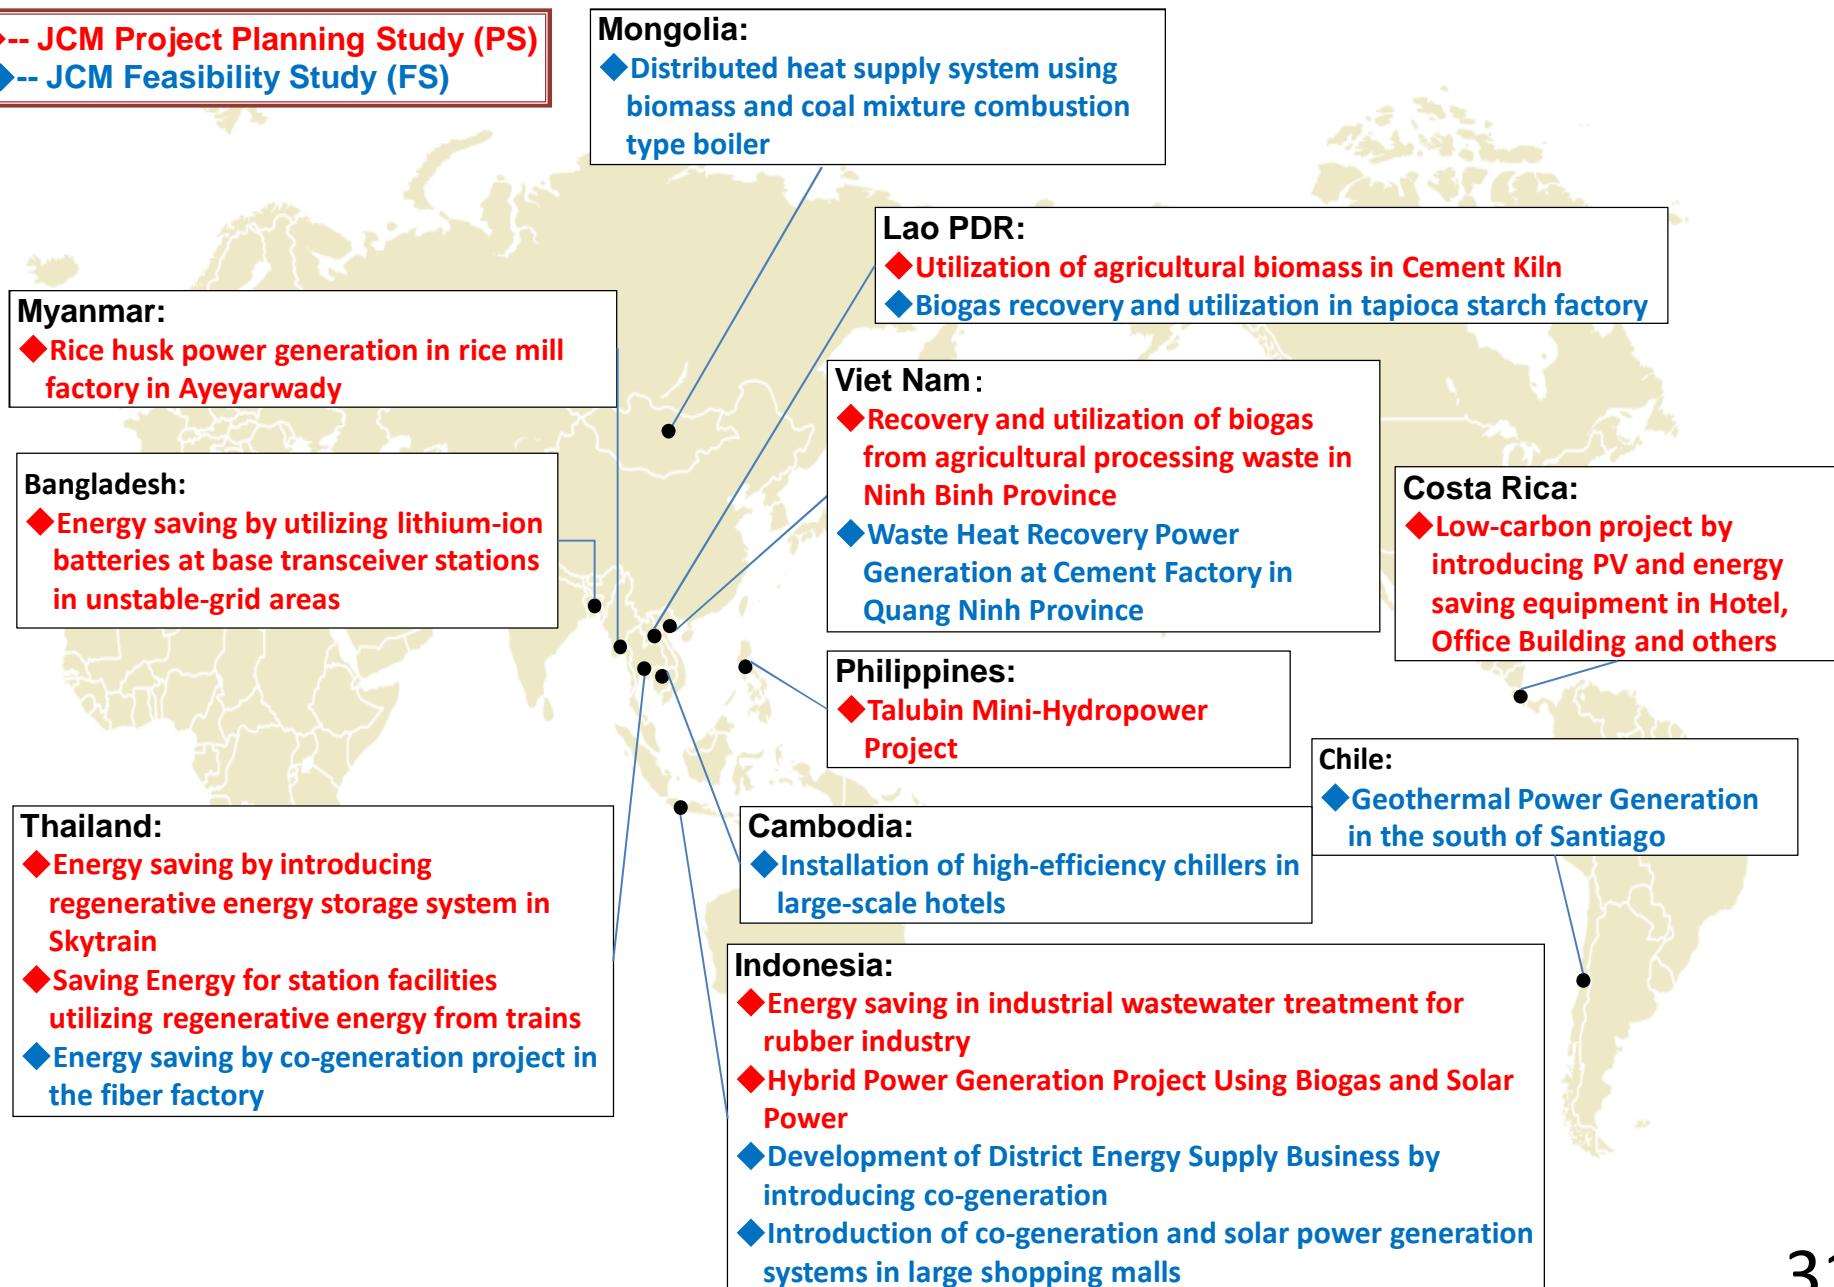 ◆-- JCM Project Planning Study (PS)
◆-- JCM Feasibility Study (FS)
Mongolia:
◆Distributed heat supply system using
biomass and coal mixture combustion
type boiler
Lao PDR:
◆Utilization of agricultural biomass in Cement Kiln
◆Biogas recovery and utilization in tapioca starch factory
Myanmar:
◆Rice husk power generation in rice mill
factory in Ayeyarwady
Viet Nam:
◆Recovery and utilization of biogas
from agricultural processing waste in
Ninh Binh Province
◆Waste Heat Recovery Power
Generation at Cement Factory in
Quang Ninh Province
Bangladesh:
◆Energy saving by utilizing lithium-ion
batteries at base transceiver stations
in unstable-grid areas
Costa Rica:
◆Low-carbon project by
introducing PV and energy
saving equipment in Hotel,
Office Building and others
Philippines:
◆Talubin Mini-Hydropower
Project
Chile:
◆Geothermal Power Generation
in the south of Santiago
Thailand:
◆Energy saving by introducing
regenerative energy storage system in
Skytrain
◆Saving Energy for station facilities
utilizing regenerative energy from trains
◆Energy saving by co-generation project in
the fiber factory
Cambodia:
◆Installation of high-efficiency chillers in
large-scale hotels
Indonesia:
◆Energy saving in industrial wastewater treatment for
rubber industry
◆Hybrid Power Generation Project Using Biogas and Solar
Power
◆Development of District Energy Supply Business by
introducing co-generation
◆Introduction of co-generation and solar power generation
systems in large shopping malls
31